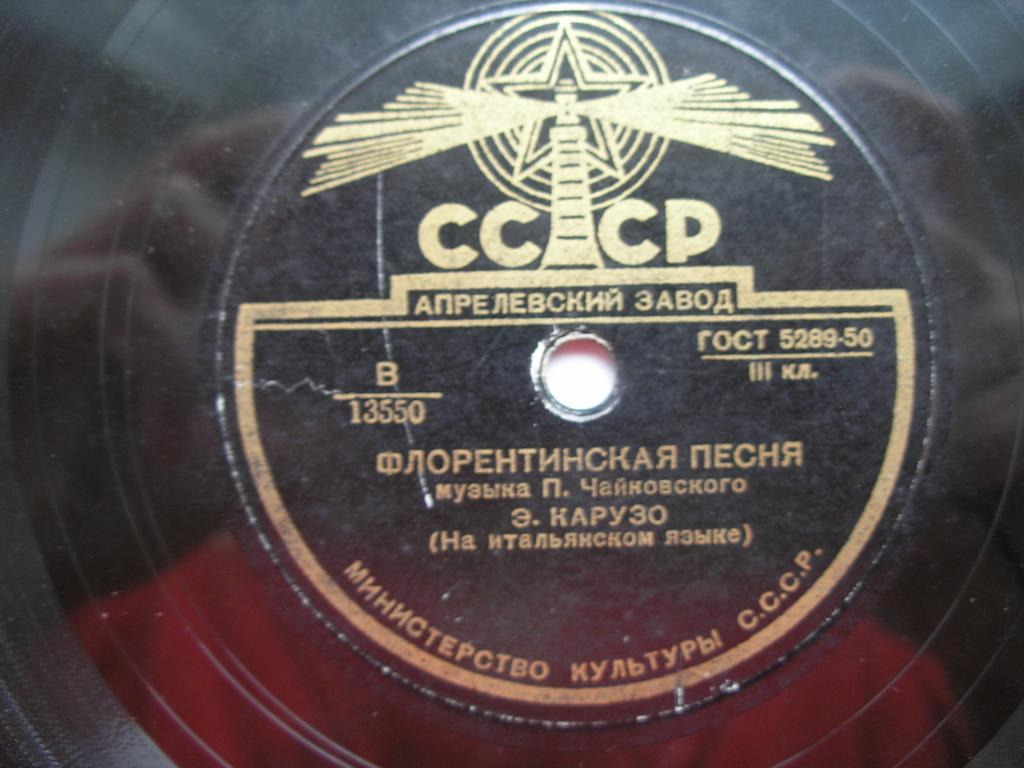 СССР
АПРЕЛЕВСКИЙ ЗАВОД
ГОСТ 5289-50
III кл.
В
13550
ФЛОРЕНТИНСКАЯ ПЕСНЯ
музыка П. Чайковского
Э. КАРУЗО
(На итальянском языке)
МИНИСТЕРСТВО КУЛЬТУРЫ С.С.С.Р.